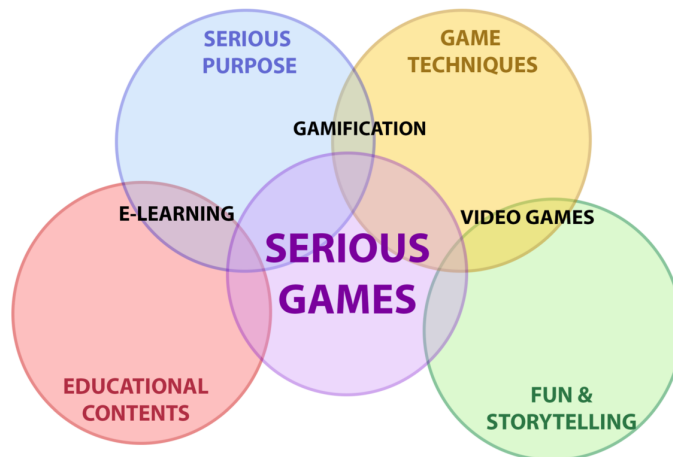 SERIOUS
PURPOSE
GAME
TECHNIQUES
GAMIFICATION
E-LEARNING
VIDEO GAMES
SERIOUS
GAMES
EDUCATIONAL
CONTENTS
FUN &
STORYTELLING